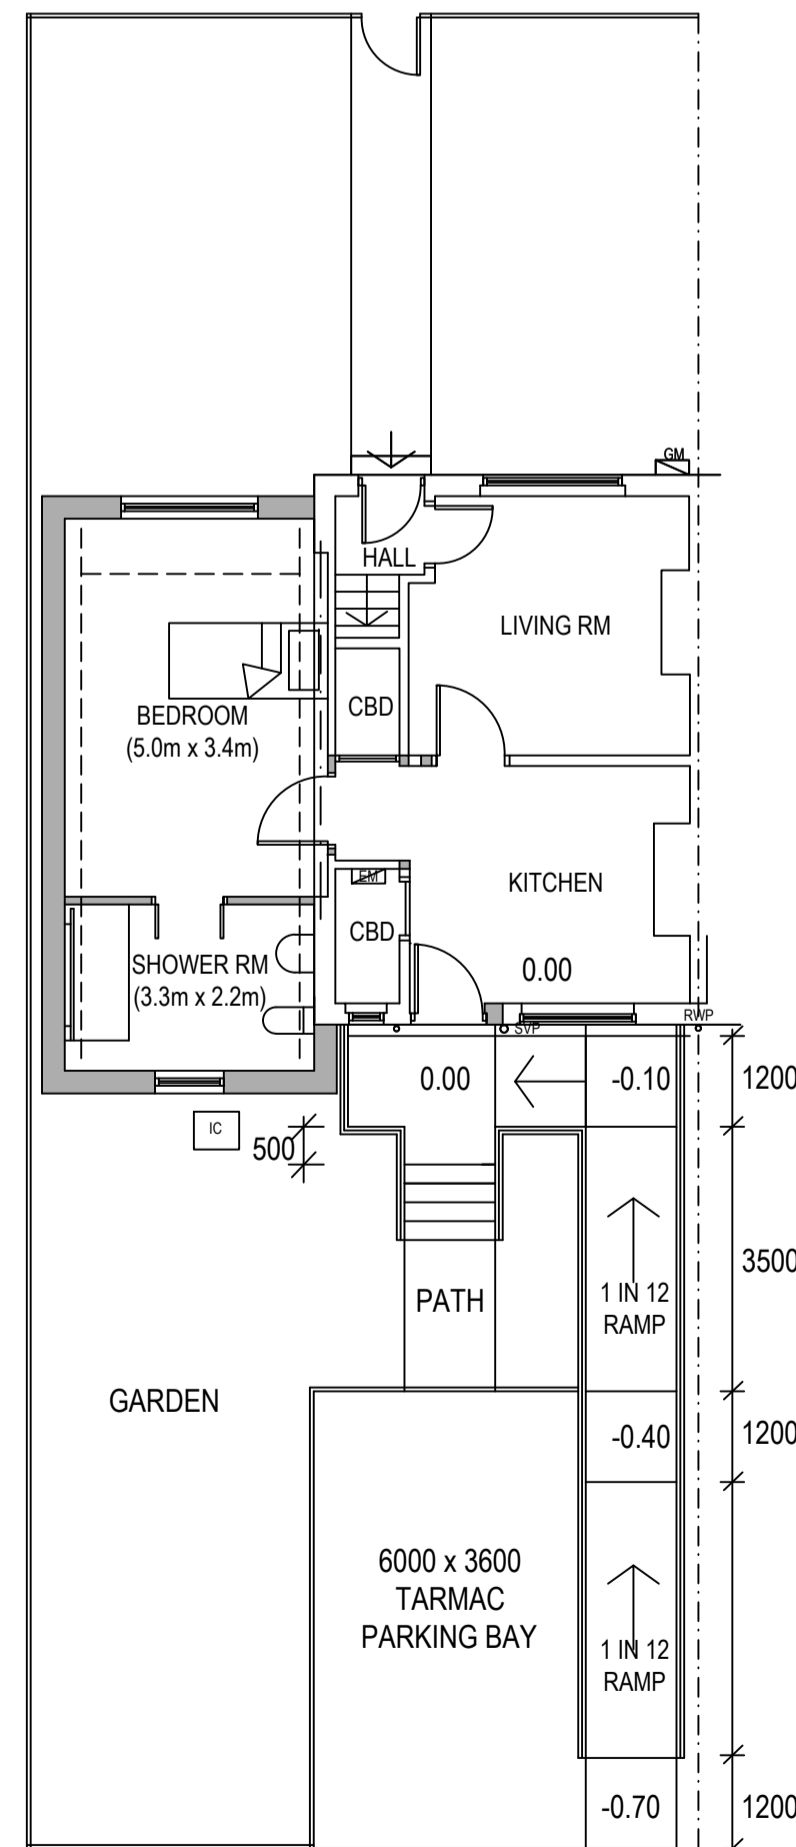 GM
HALL
LIVING RM
CBD
BEDROOM
(5.0m x 3.4m)
EM
KITCHEN
CBD
SHOWER RM
(3.3m x 2.2m)
0.00
RWP
SVP
0.00
-0.10
1200
IC
500
3500
1 IN 12
RAMP
PATH
GARDEN
-0.40
1200
6000 x 3600
TARMAC
PARKING BAY
1 IN 12
RAMP
-0.70
1200